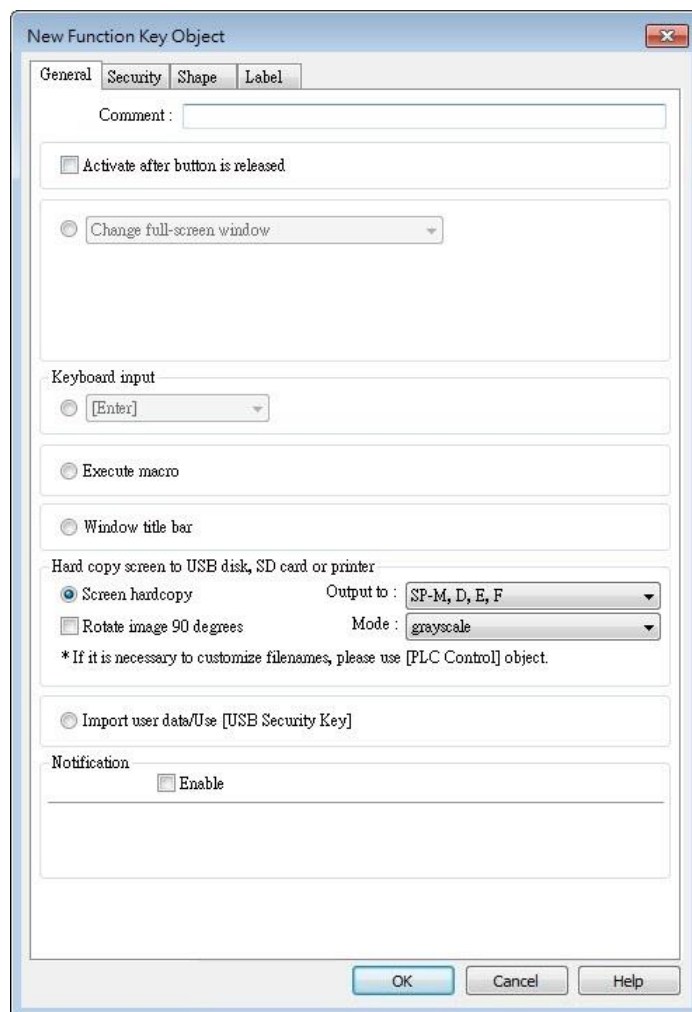 New Function Key Object
General Security Shape Label
Comment :
Activate after button is released
Change full-screen window
Keyboard input
[Enter]
Execute macro
Window title bar
Hard copy screen to USB disk, SD card or printer
Screen hardcopy Output to : SP-M, D, E, F
Rotate image 90 degrees Mode : grayscale
* If it is necessary to customize filenames, please use [PLC Control] object.
Import user data/Use [USB Security Key]
Notification
Enable
OK Cancel Help